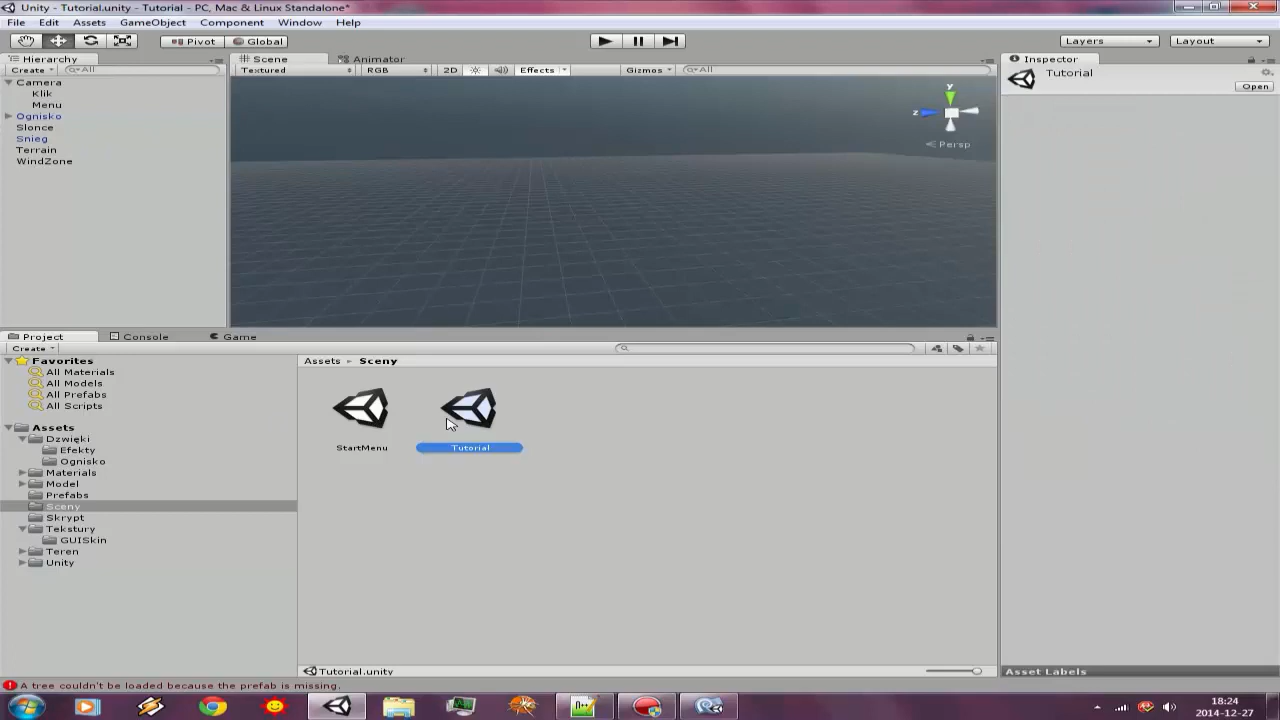 Unity - Tutorial.unity - Tutorial - PC, Mac & Linux Standalone*
File Edit Assets GameObject Component Window Help
Pivot Global Layers Layout
Hierarchy
Create All
Camera
Klik
Menu
Ognisko
Slonce
Snieg
Terrain
WindZone
Scene Animator
Textured RGB 2D Effects Gizmos All
y
z
Persp
Inspector
Tutorial
Open
Project Console Game
Create
Favorites
All Materials
All Models
All Prefabs
All Scripts
Assets
Dzwięki
Efekty
Ognisko
Materials
Model
Prefabs
Sceny
Skrypt
Tekstury
GUISkin
Teren
Unity
Assets Sceny
StartMenu Tutorial
Tutorial.unity
Asset Labels
A tree couldn't be loaded because the prefab is missing.
18:24
2014-12-27